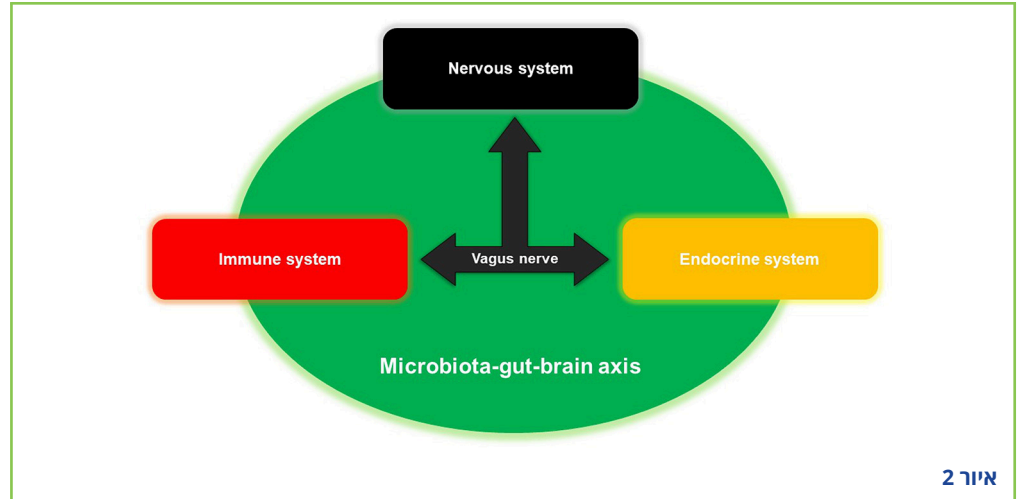 Nervous system
Immune system
Vagus nerve
Endocrine system
Microbiota-gut-brain axis
איור 2